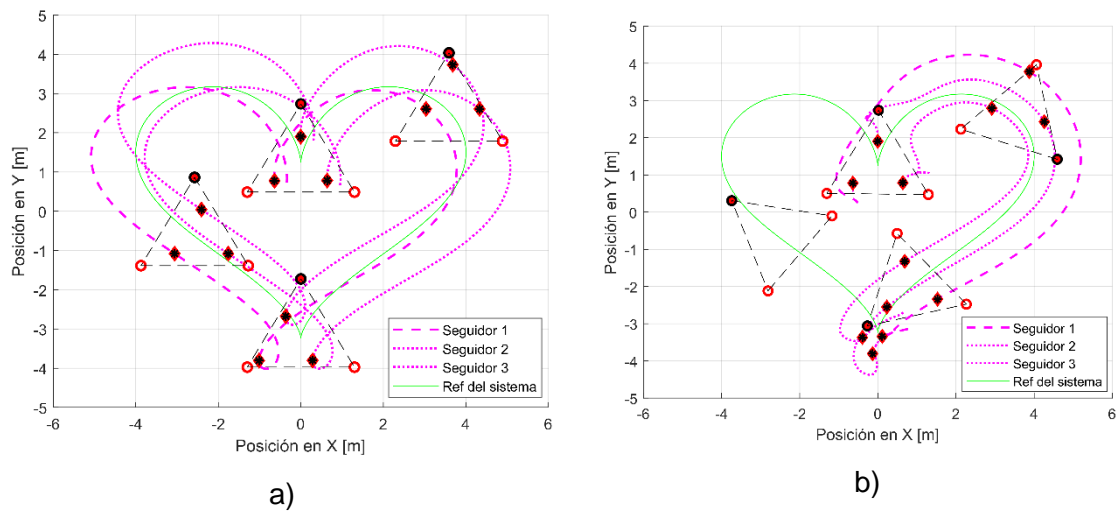 5
4
3
2
1
0
-1
-2
-3
-4
-5
-6
-4
-2
0
2
4
6
Posición en Y [m]
Posición en X [m]
Seguidor 1
Seguidor 2
Seguidor 3
Ref del sistema
a)
5
4
3
2
1
0
-1
-2
-3
-4
-5
-6
-4
-2
0
2
4
6
Posición en Y [m]
Posición en X [m]
Seguidor 1
Seguidor 2
Seguidor 3
Ref del sistema
b)